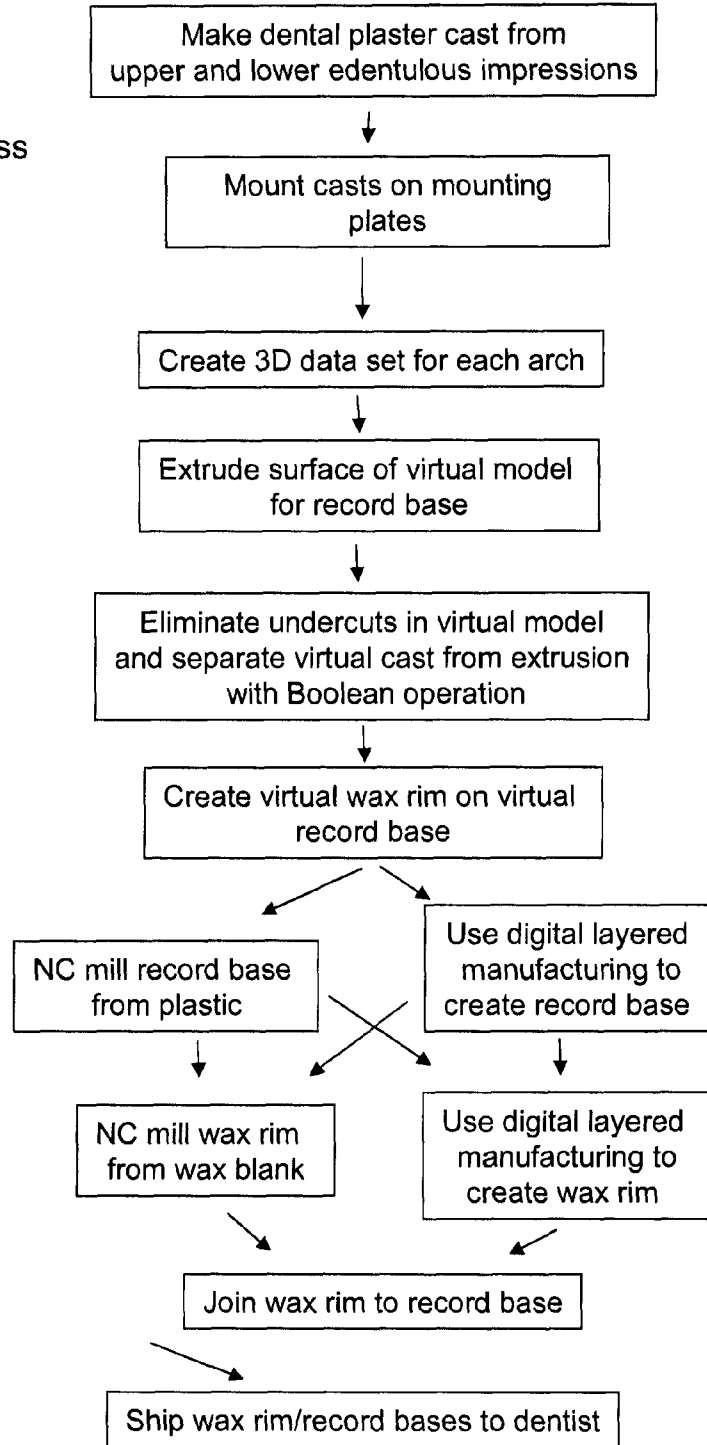 Make dental plaster cast from
upper and lower edentulous impressions
ss
Mount casts on mounting
plates
Create 3D data set for each arch
Extrude surface of virtual model
for record base
Eliminate undercuts in virtual model
and separate virtual cast from extrusion
with Boolean operation
Create virtual wax rim on virtual
record base
NC mill record base
from plastic
Use digital layered
manufacturing to
create record base
NC mill wax rim
from wax blank
Use digital layered
manufacturing to
create wax rim
Join wax rim to record base
Ship wax rim/record bases to dentist